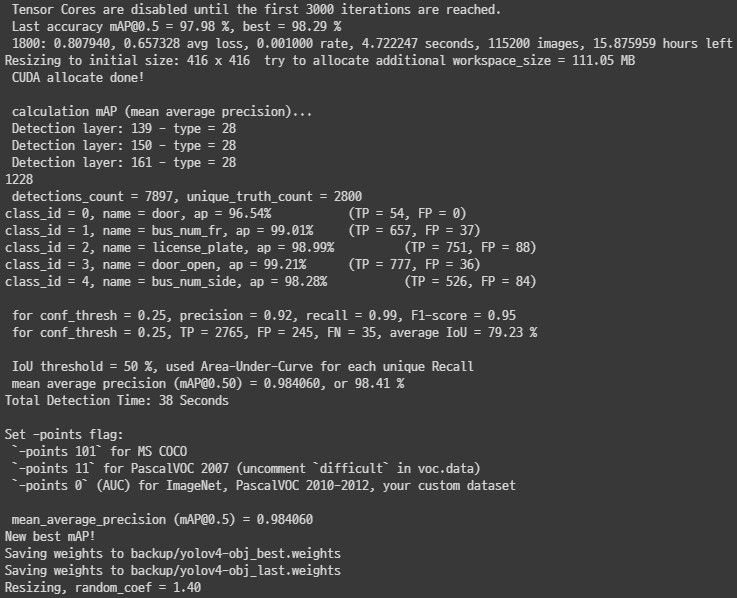 Tensor Cores are disabled until the first 3000 iterations are reached.
Last accuracy mAP@0.5 = 97.98 %, best = 98.29 %
1800: 0.807940, 0.657328 avg loss, 0.001000 rate, 4.722247 seconds, 115200 images, 15.875959 hours left
Resizing to initial size: 416 x 416  try to allocate additional workspace_size = 111.05 MB
CUDA allocate done!
calculation mAP (mean average precision)...
Detection layer: 139 - type = 28
Detection layer: 150 - type = 28
Detection layer: 161 - type = 28
1228
detections_count = 7897, unique_truth_count = 2800
class_id = 0, name = door, ap = 96.54% (TP = 54, FP = 0)
class_id = 1, name = bus_num_fr, ap = 99.01% (TP = 657, FP = 37)
class_id = 2, name = license_plate, ap = 98.99% (TP = 751, FP = 88)
class_id = 3, name = door_open, ap = 99.21% (TP = 777, FP = 36)
class_id = 4, name = bus_num_side, ap = 98.28% (TP = 526, FP = 84)
for conf_thresh = 0.25, precision = 0.92, recall = 0.99, F1-score = 0.95
for conf_thresh = 0.25, TP = 2765, FP = 245, FN = 35, average IoU = 79.23 %
IoU threshold = 50 %, used Area-Under-Curve for each unique Recall
mean average precision (mAP@0.50) = 0.984060, or 98.41 %
Total Detection Time: 38 Seconds
Set -points flag:
`-points 101` for MS COCO
`-points 11` for PascalVOC 2007 (uncomment `difficult` in voc.data)
`-points 0` (AUC) for ImageNet, PascalVOC 2010-2012, your custom dataset
mean_average_precision (mAP@0.5) = 0.984060
New best mAP!
Saving weights to backup/yolov4-obj_best.weights
Saving weights to backup/yolov4-obj_last.weights
Resizing, random_coef = 1.40